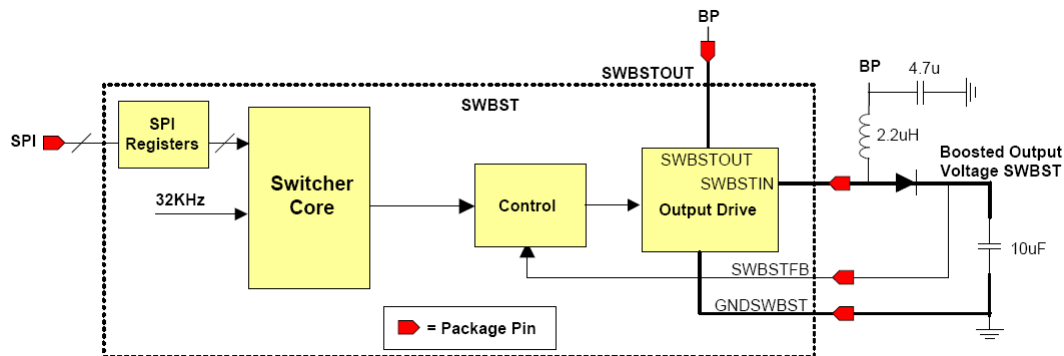 BP
SWBSTOUT
BP
4.7u
SWBST
SPI
SPI
Registers
2.2uH
SWBSTOUT
Boosted Output
Voltage SWBST
Switcher
Core
SWBSTIN
32KHz
Control
Output Drive
10uF
SWBSTFB
GNDSWBST
= Package Pin